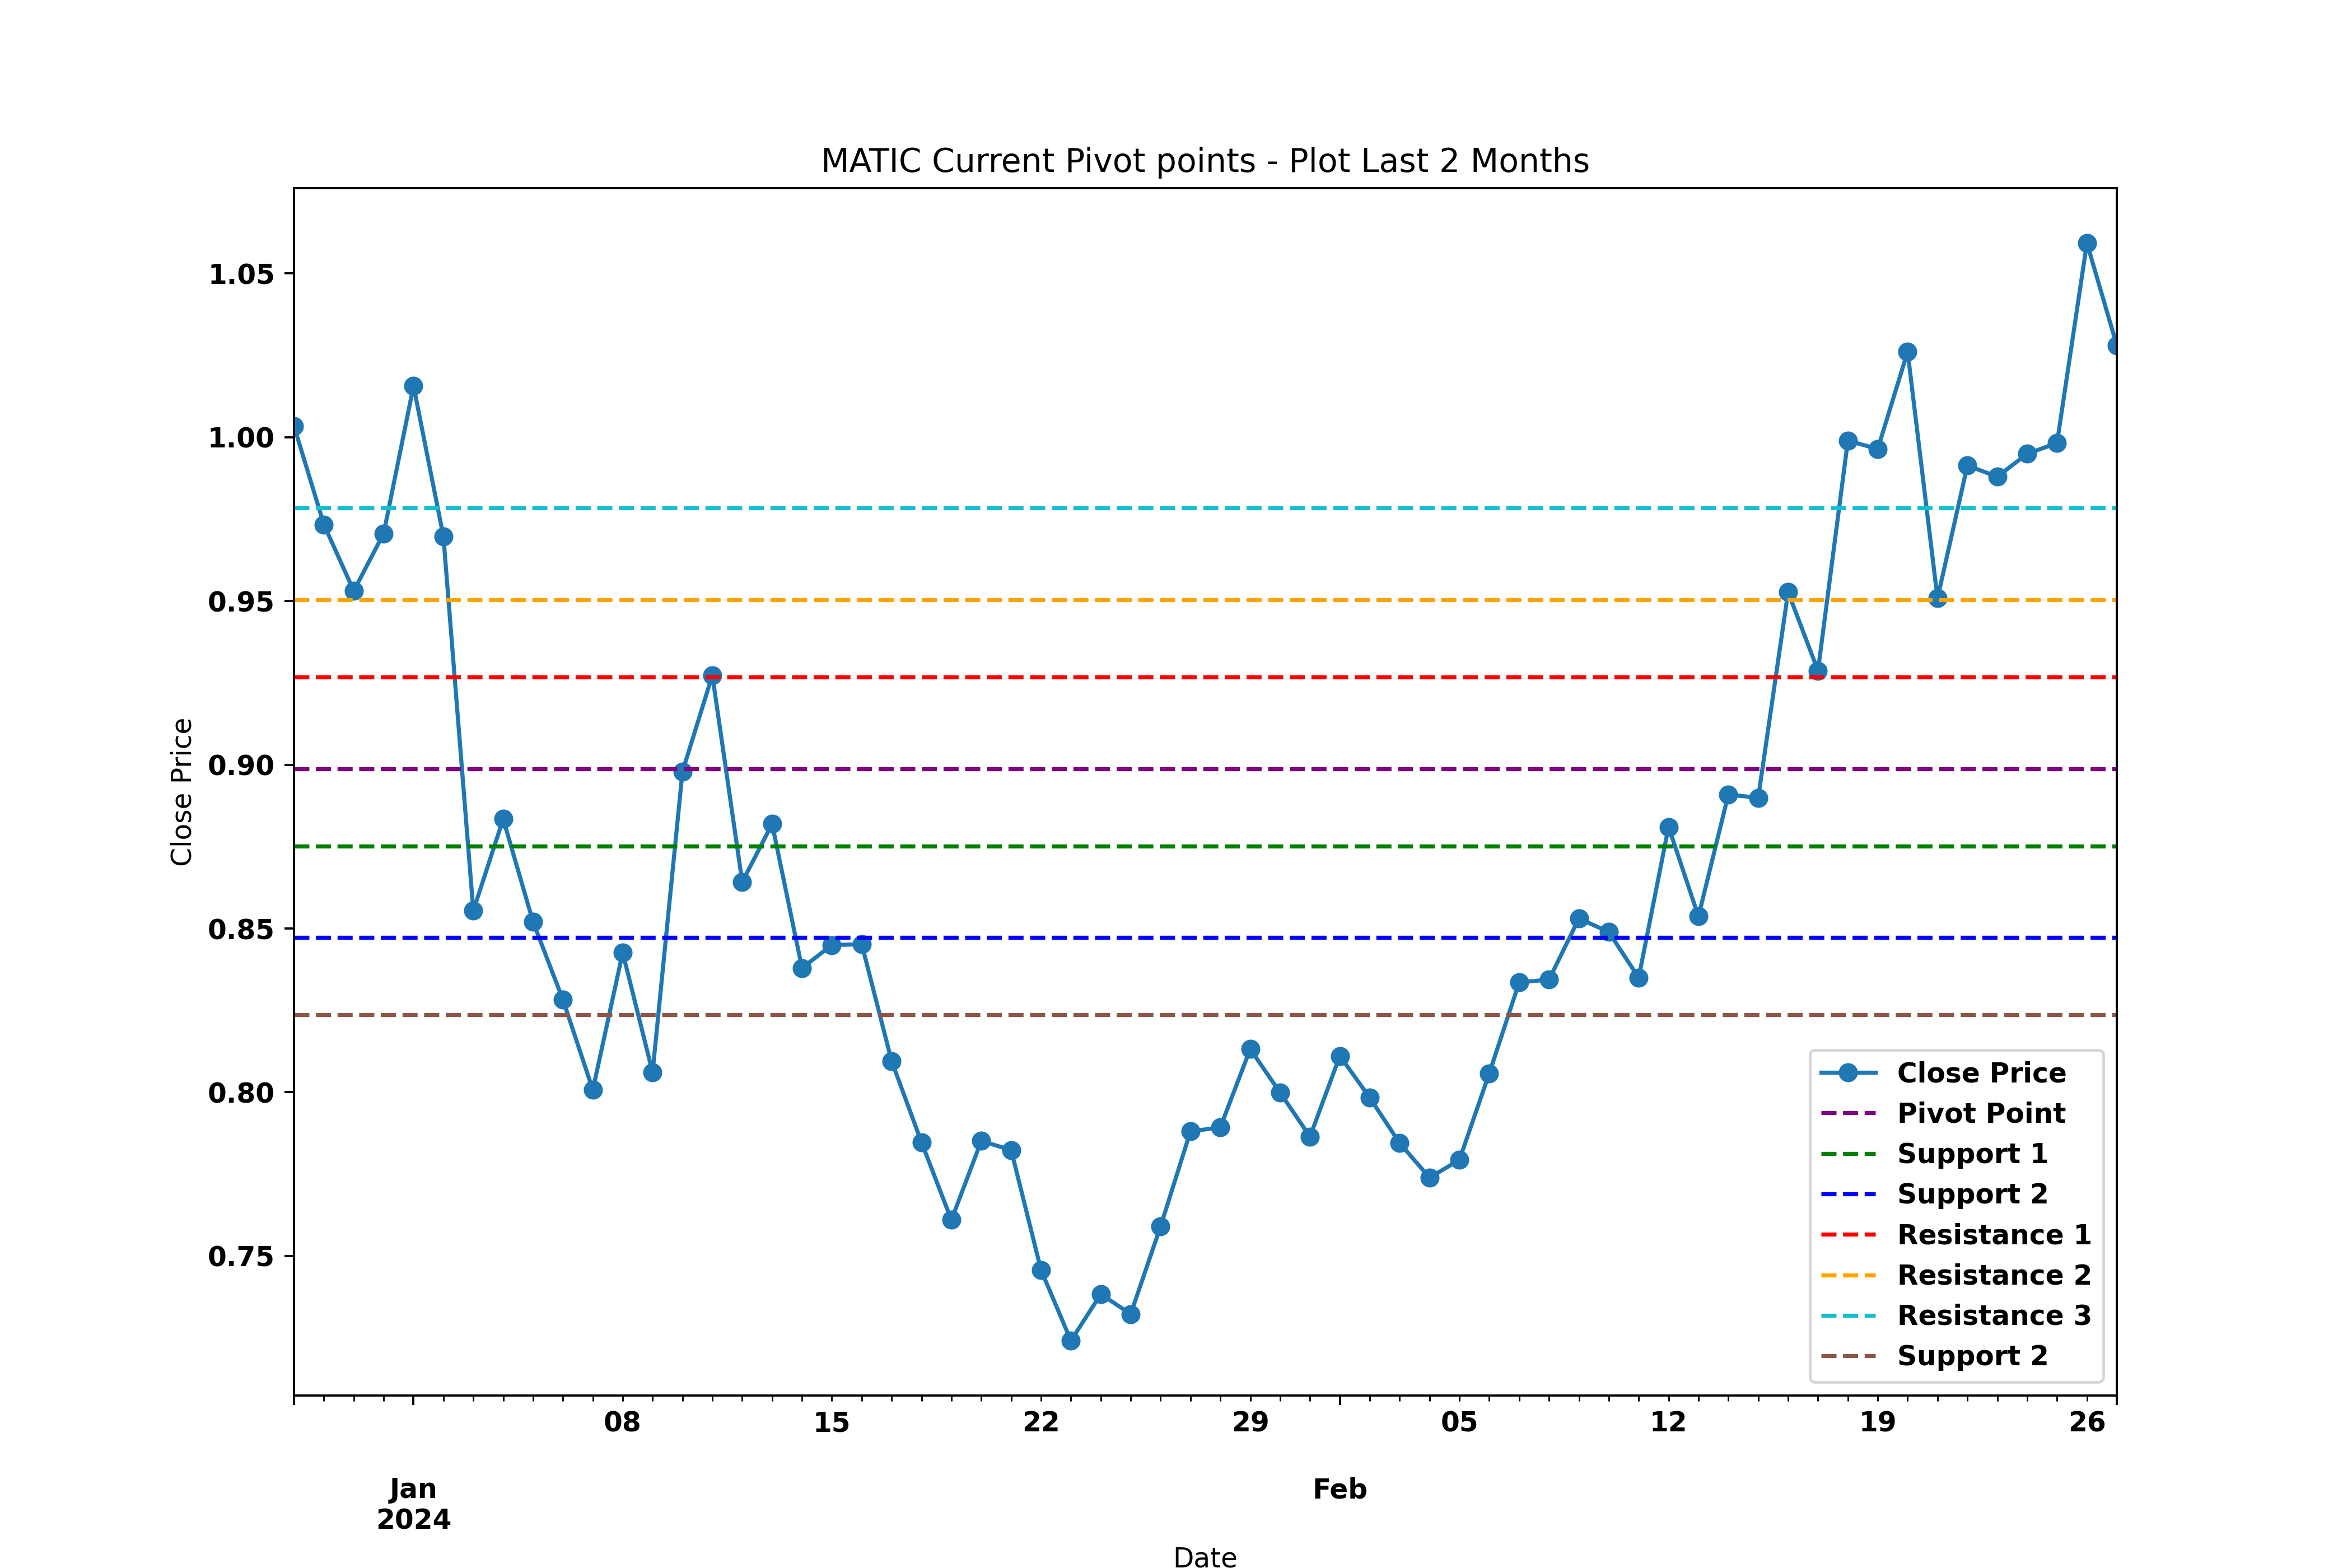 MATIC Current Pivot points - Plot Last 2 Months
1.05
1.00
0.95
0.90
0.85
0.80
0.75
Close Price
Close Price
Pivot Point
Support 1
Support 2
Resistance 1
Resistance 2
Resistance 3
Support 2
08 15 22 29 05 12 19 26
Jan Feb
2024
Date